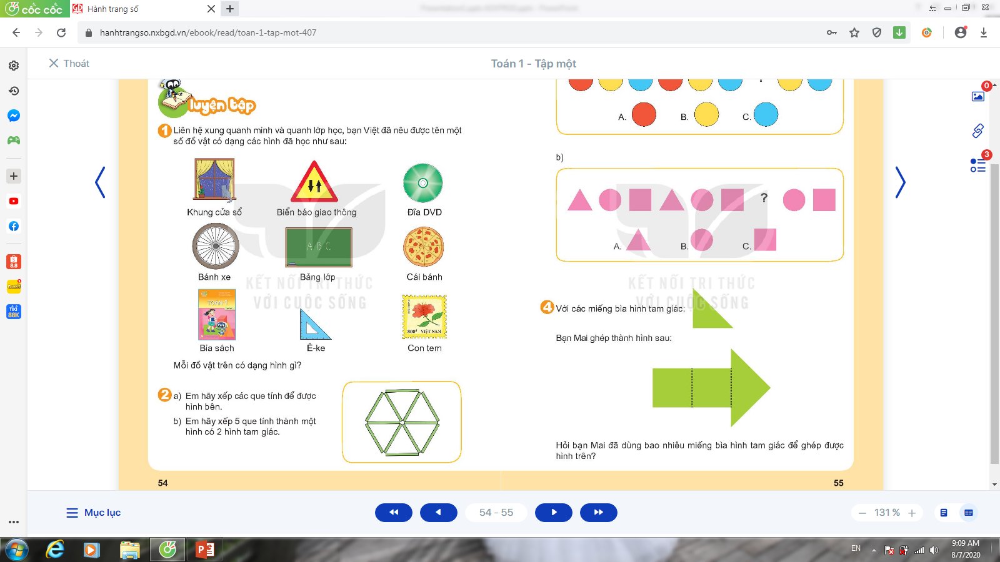 cốc cốc
Hành trang số
hanhtrangso.nxbgd.vn/ebook/read/toan-1-tap-mot-407
Thoát
Toán 1 - Tập một
luyện tập
1 Liên hệ xung quanh mình và quanh lớp học, bạn Việt đã nêu được tên một
số đồ vật có dạng các hình đã học như sau:
Khung cửa sổ
Biển báo giao thông
Đĩa DVD
A B C
Bánh xe
Bảng lớp
Cái bánh
TOÁN 1
800đ VIỆT NAM
Bìa sách
Ê-ke
Con tem
Mỗi đồ vật trên có dạng hình gì?
2 a) Em hãy xếp các que tính để được
hình bên.
b) Em hãy xếp 5 que tính thành một
hình có 2 hình tam giác.
54
KẾT NỐI TRI THỨC
VỚI CUỘC SỐNG
A.
B.
C.
b)
?
A.
B.
C.
KẾT NỐI TRI THỨC
VỚI CUỘC SỐNG
4 Với các miếng bìa hình tam giác:
Bạn Mai ghép thành hình sau:
Hỏi bạn Mai đã dùng bao nhiêu miếng bìa hình tam giác để ghép được
hình trên?
55
0
3
S
8.8
TIKI
88K
Mục lục
54 - 55
131 %
EN
9:09 AM
8/7/2020